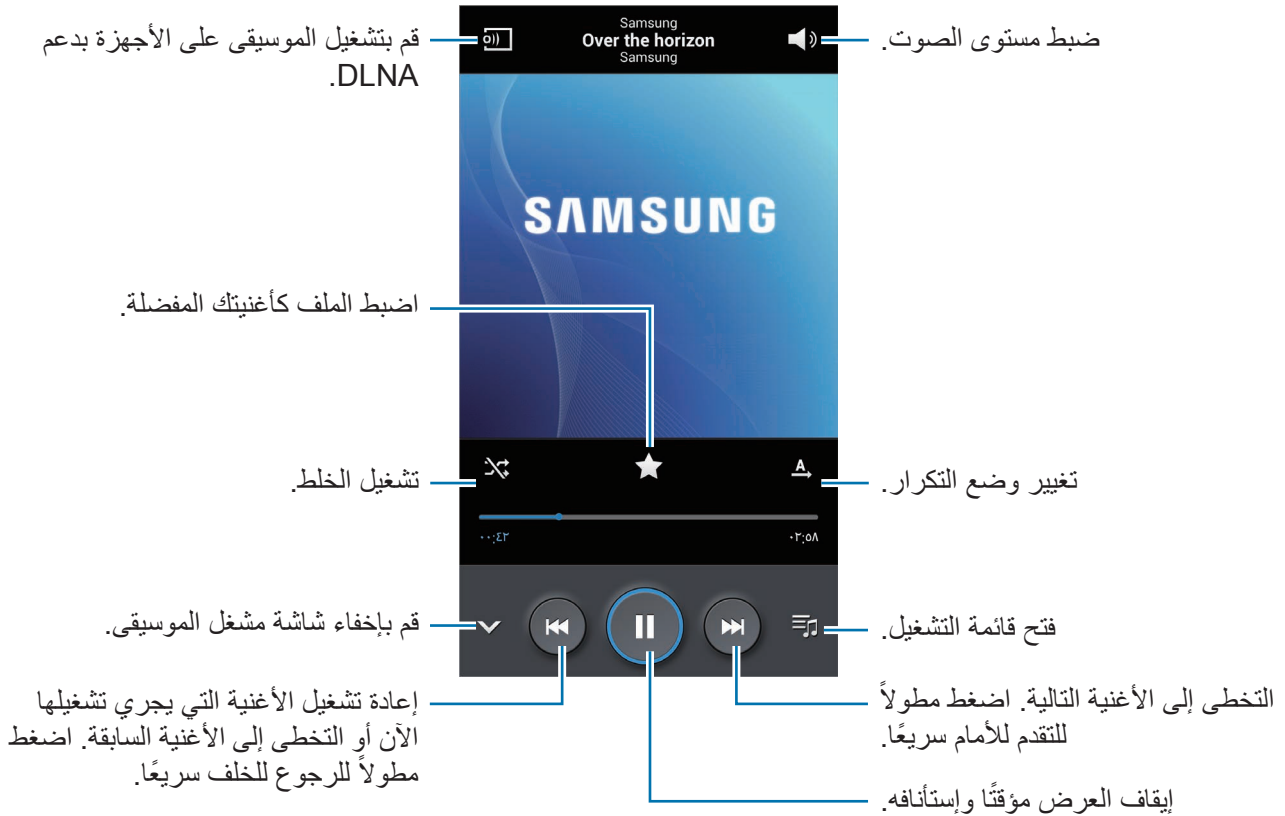 Samsung
Over the horizon
Samsung
ضبط مستوى الصوت.
قم بتشغيل الموسيقى على الأجهزة بدعم
DLNA.
SAMSUNG
اضبط الملف كأغنيتك المفضلة.
A
تغيير وضع التكرار.
تشغيل الخلط.
٠٠:٤٢
٠٢:٥٨
فتح قائمة التشغيل.
قم بإخفاء شاشة مشغل الموسيقى.
التخطى إلى الأغنية التالية. اضغط مطولاً
للتقدم للأمام سريعًا.
إعادة تشغيل الأغنية التي يجري تشغيلها
الآن أو التخطى إلى الأغنية السابقة. اضغط
مطولاً للرجوع للخلف سريعًا.
إيقاف العرض مؤقتًا وإستأنافه.